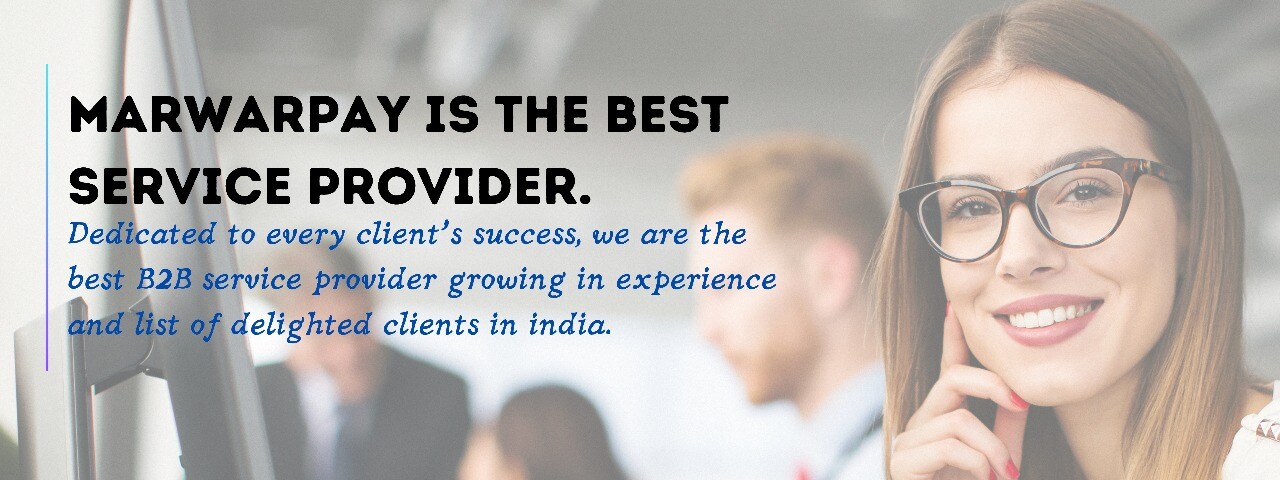 MARWARPAY IS THE BEST
SERVICE PROVIDER.
Dedicated to every client's success, we are the
best B2B service provider growing in experience
and list of delighted clients in india.